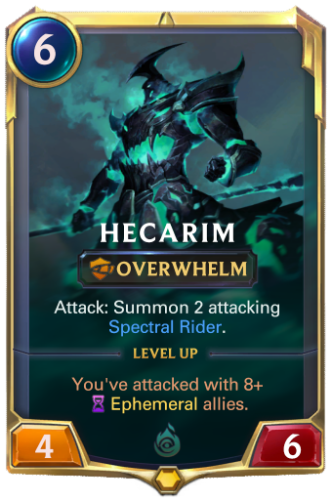 6
HECARIM
OVERWHELM
Attack: Summon 2 attacking
Spectral Rider.
LEVEL UP
You've attacked with 8+
Ephemeral allies.
4 6